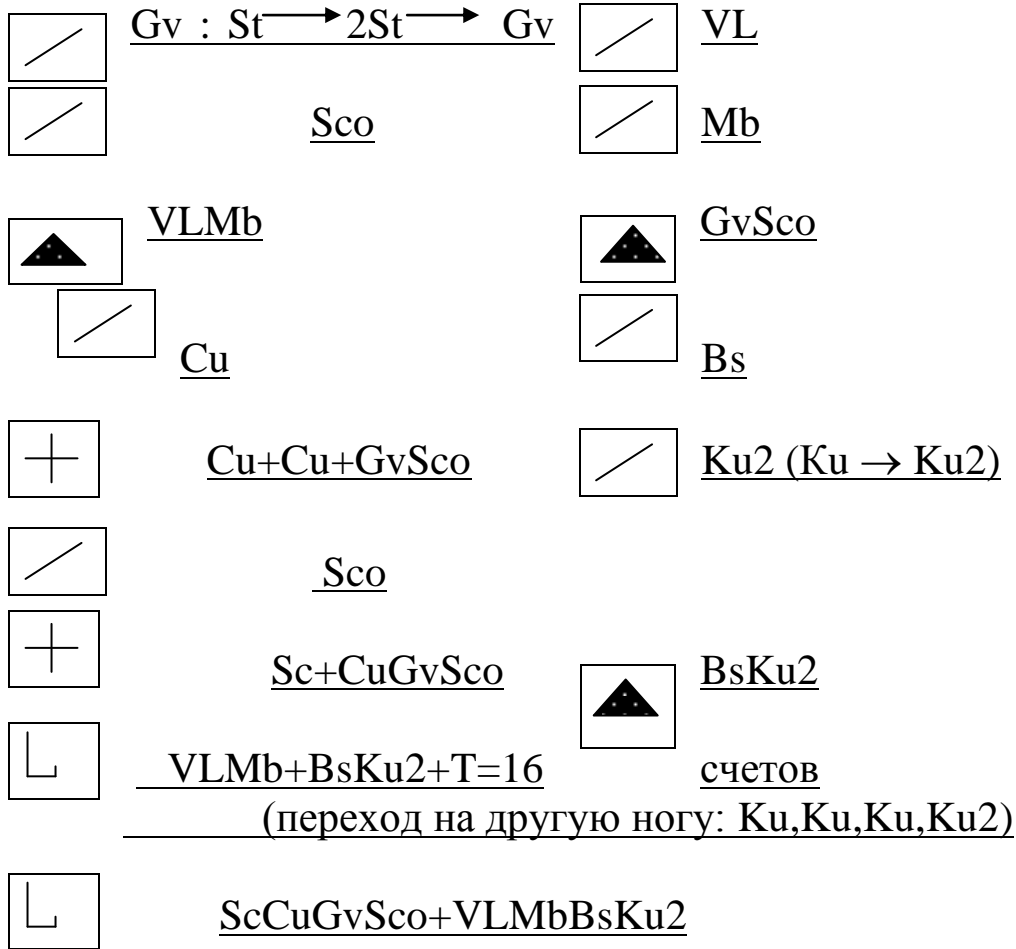 Gv : St → 2St → Gv VL
Sco Mb
VLMb GvSco
Cu Bs
Cu+Cu+GvSco Ku2 (Кu → Ku2)
Sco
Sc+CuGvSco BsKu2
VLMb+BsKu2+T=16 счетов
(переход на другую ногу: Ku,Ku,Ku,Ku2)
ScCuGvSco+VLMbBsKu2